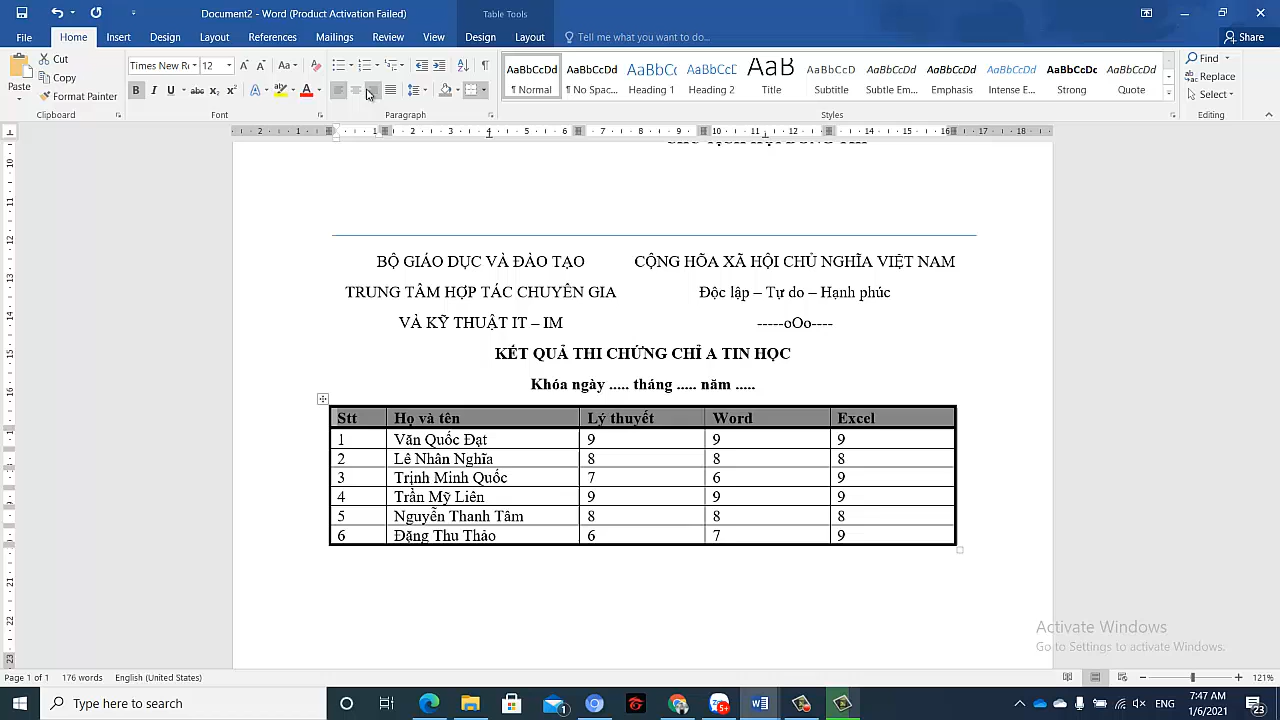 Document2 - Word (Product Activation Failed)
Table Tools
File Home Insert Design Layout References Mailings Review View Design Layout Tell me what you want to do... Share
Paste
Cut
Copy
Format Painter
Clipboard
Times New R
12
Font
Paragraph
AaBbCcDd AaBbCcDd AaBbC( AaBbCcE AaB AaBbCcD AaBbCcDd AaBbCcDd AaBbCcDd AaBbCcDc AaBbCcDd
¶ Normal ¶ No Spac... Heading 1 Heading 2 Title Subtitle Subtle Em... Emphasis Intense E... Strong Quote
Styles
Find
Replace
Select
Editing
BỘ GIÁO DỤC VÀ ĐÀO TẠO CỘNG HÕA XÃ HỘI CHỦ NGHĨA VIỆT NAM
TRUNG TÂM HỢP TÁC CHUYÊN GIA Độc lập – Tự do – Hạnh phúc
VÀ KỸ THUẬT IT – IM -----oOo----
KẾT QUẢ THI CHỨNG CHỈ A TIN HỌC
Khóa ngày ..... tháng ..... năm .....
Stt Họ và tên Lý thuyết Word Excel
1 Văn Quốc Đạt 9 9 9
2 Lê Nhân Nghĩa 8 8 8
3 Trịnh Minh Quốc 7 6 9
4 Trần Mỹ Liên 9 9 9
5 Nguyễn Thanh Tâm 8 8 8
6 Đặng Thu Thảo 6 7 9
Activate Windows
Go to Settings to activate Windows.
Page 1 of 1 176 words English (United States) 121%
Type here to search
ENG
7:47 AM
1/6/2021